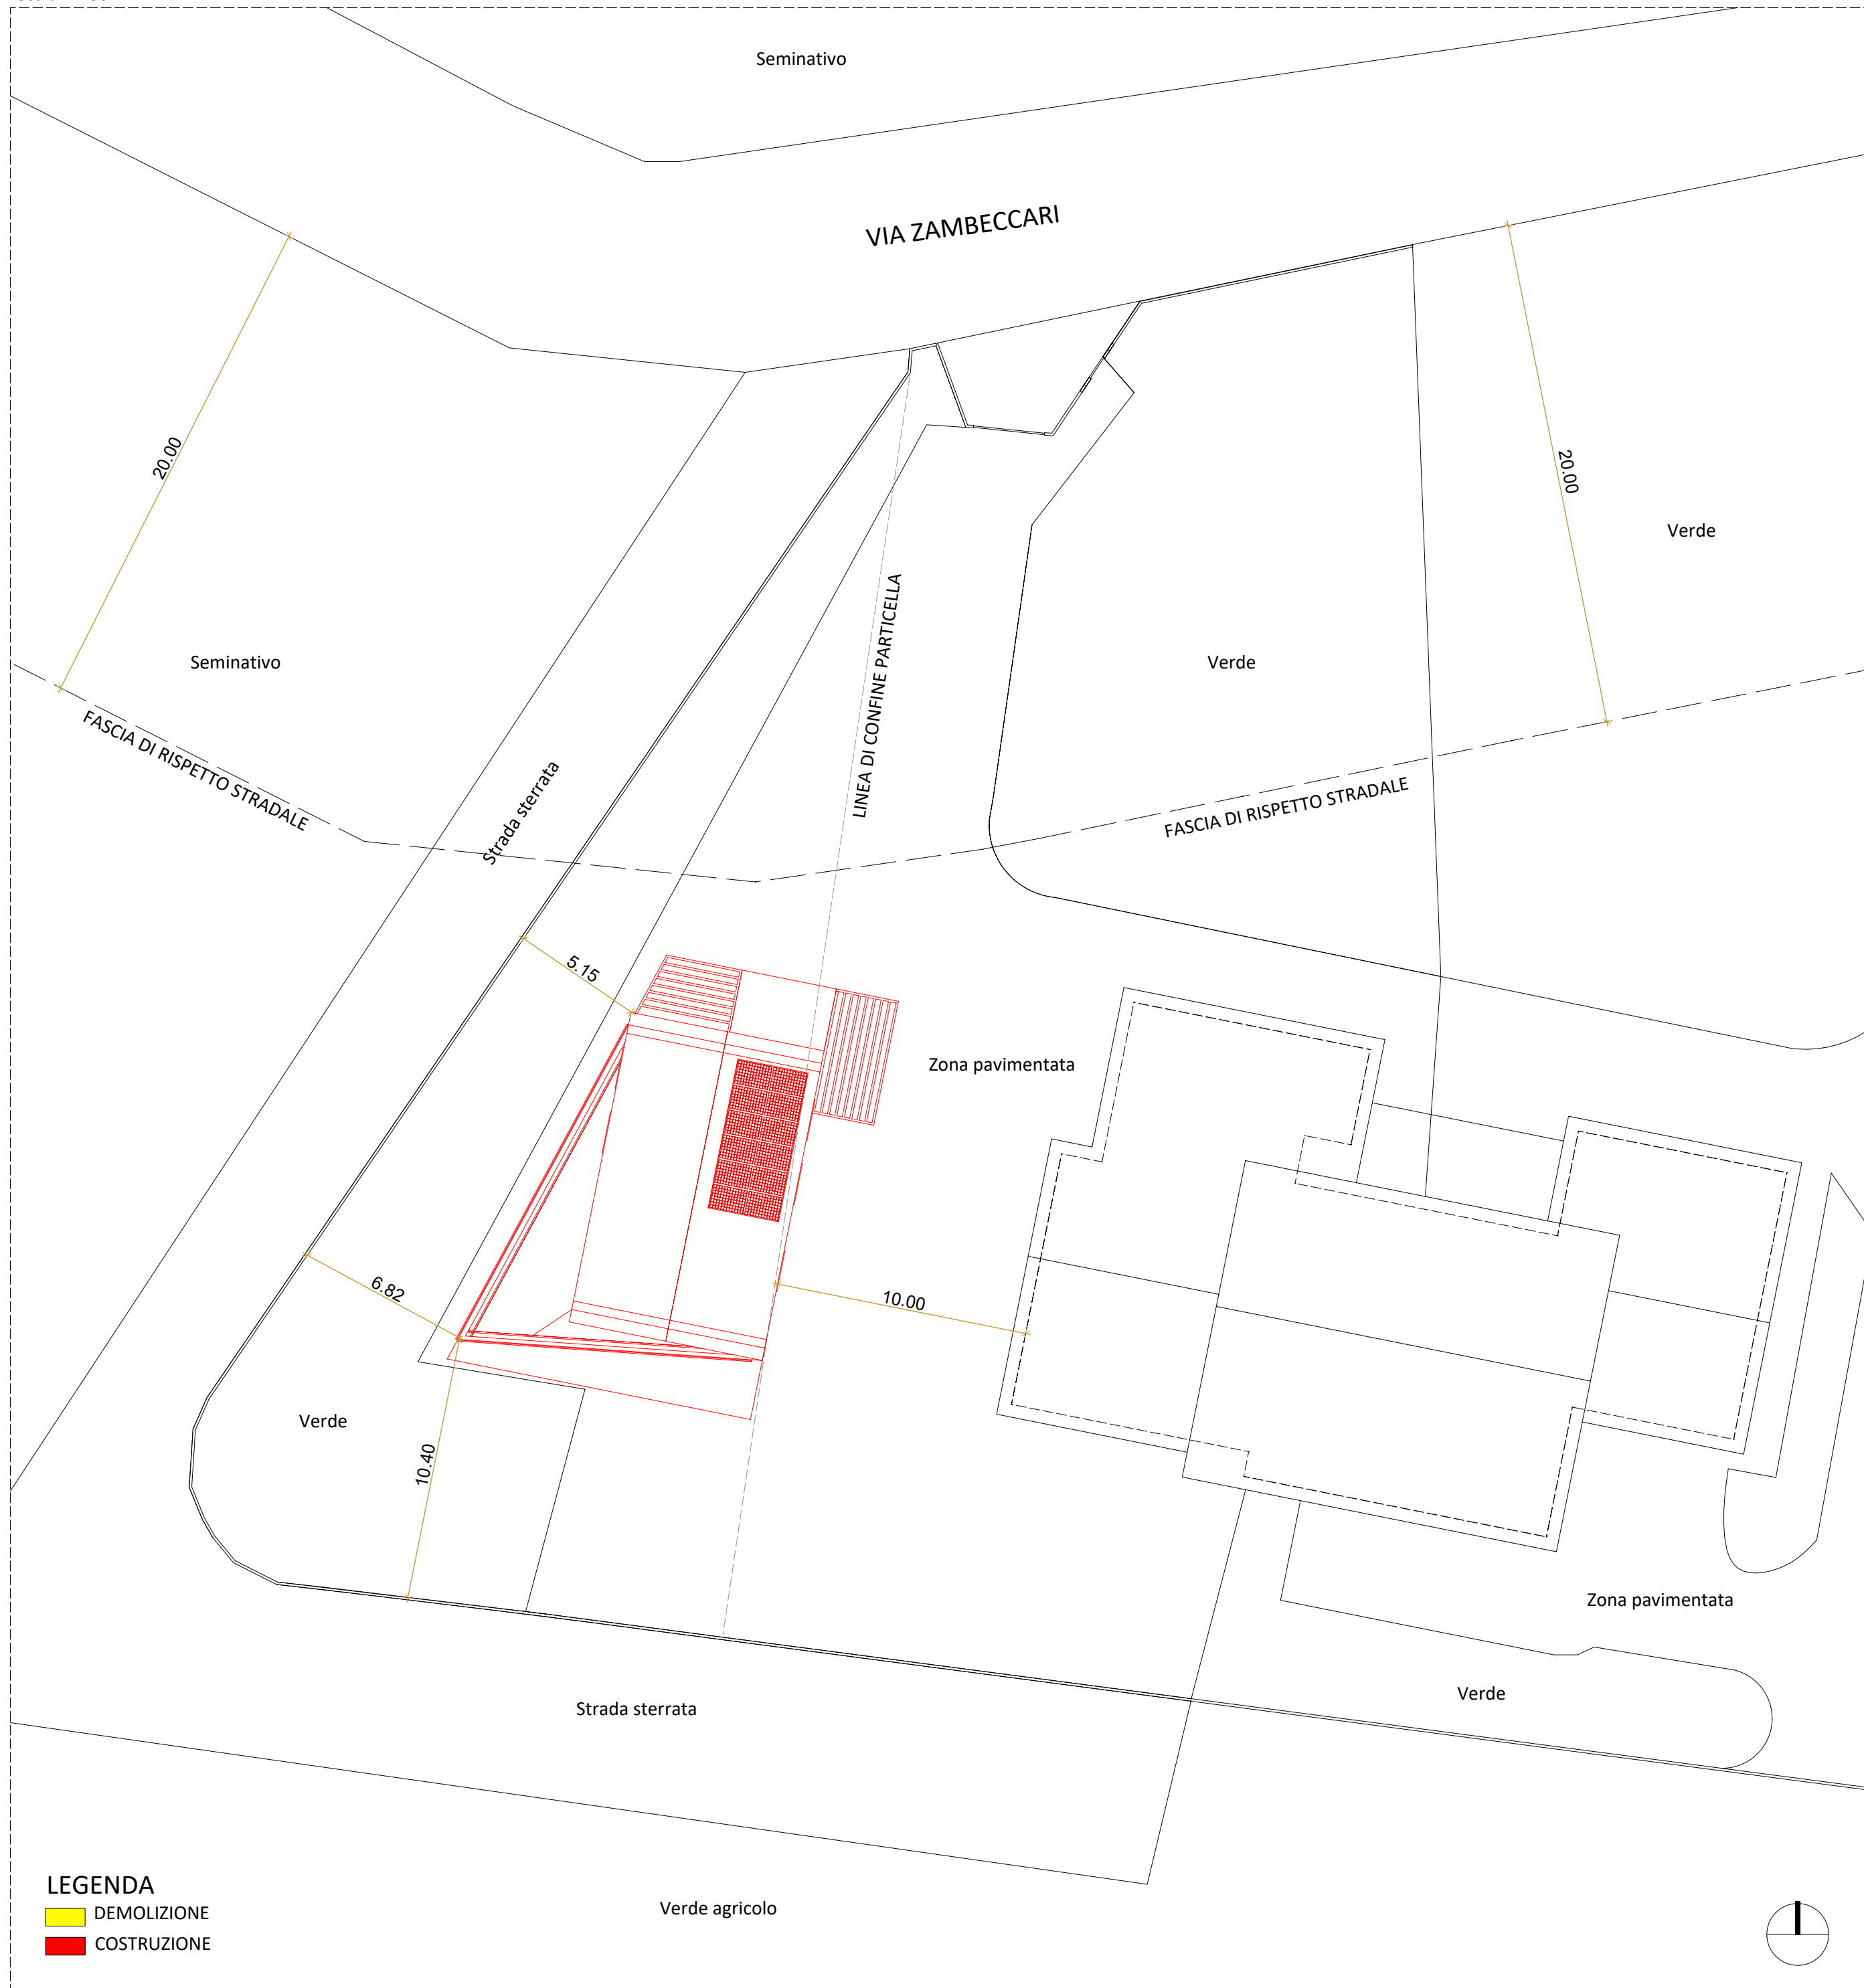 Seminativo
VIA ZAMBECCARI
20.00
20.00
Verde
Seminativo
Verde
LINEA DI CONFINE PARTICELLA
FASCIA DI RISPETTO STRADALE
Strada sterrata
FASCIA DI RISPETTO STRADALE
5.15
Zona pavimentata
6.82
10.00
Verde
10.40
Zona pavimentata
Verde
Strada sterrata
LEGENDA
DEMOLIZIONE
COSTRUZIONE
Verde agricolo